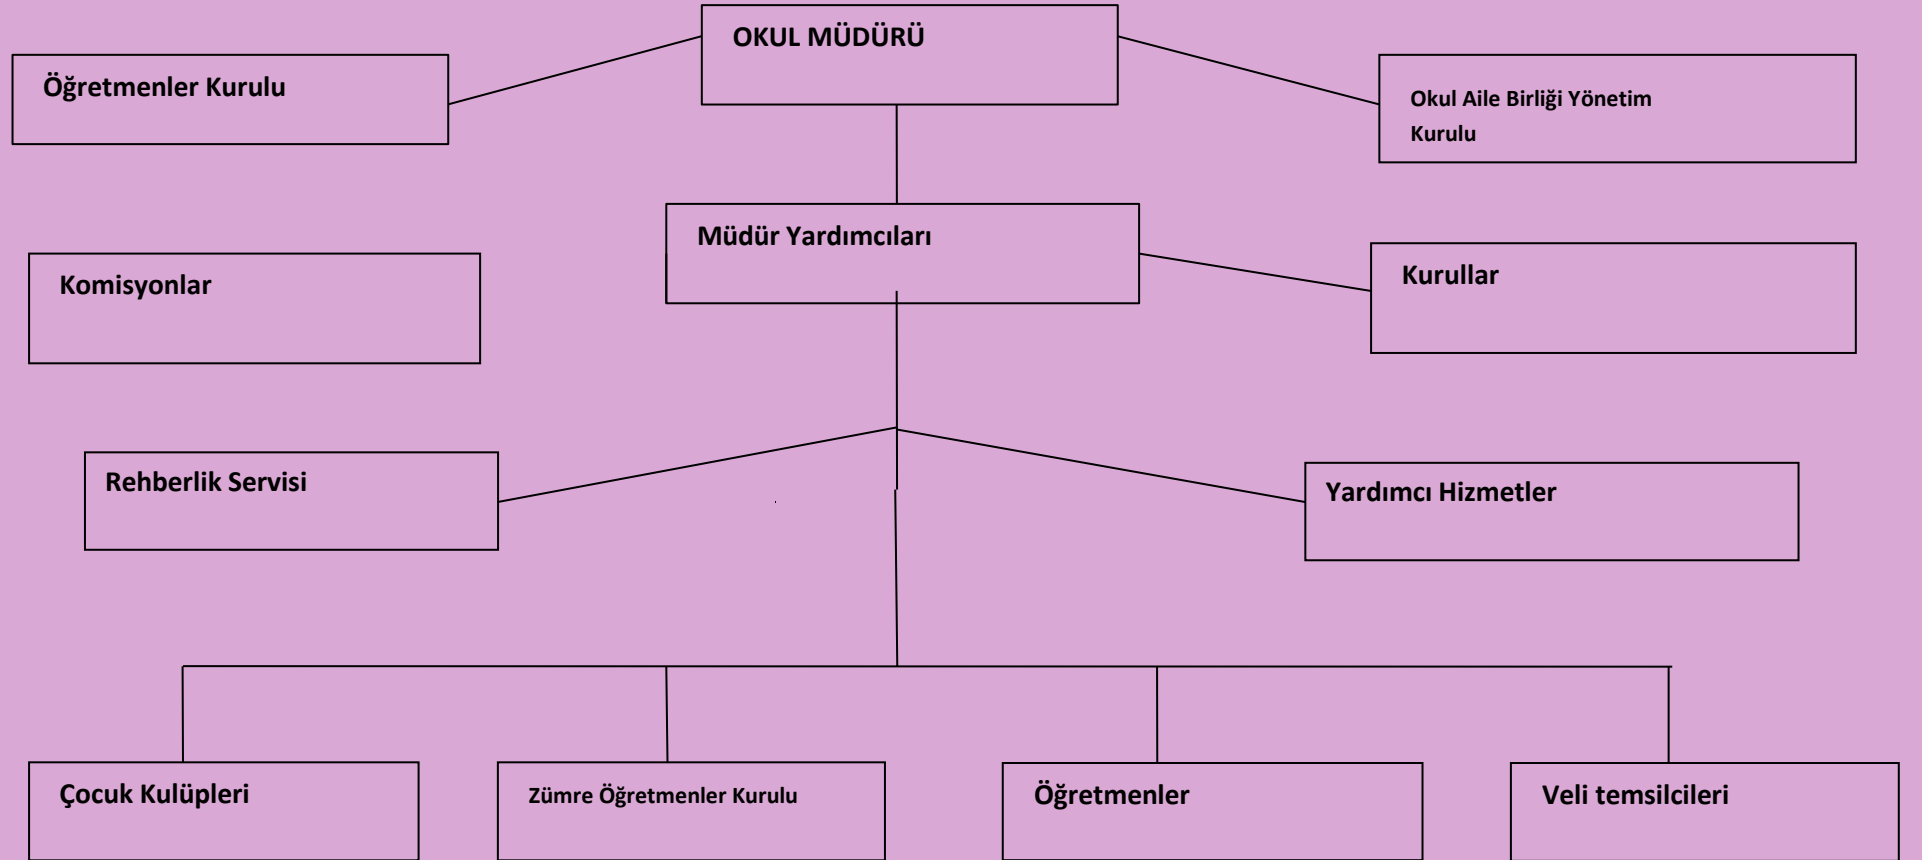 OKUL MÜDÜRÜ
Öğretmenler Kurulu
Okul Aile Birliği Yönetim
Kurulu
Müdür Yardımcıları
Komisyonlar
Kurullar
Rehberlik Servisi
Yardımcı Hizmetler
Çocuk Kulüpleri
Zümre Öğretmenler Kurulu
Öğretmenler
Veli temsilcileri